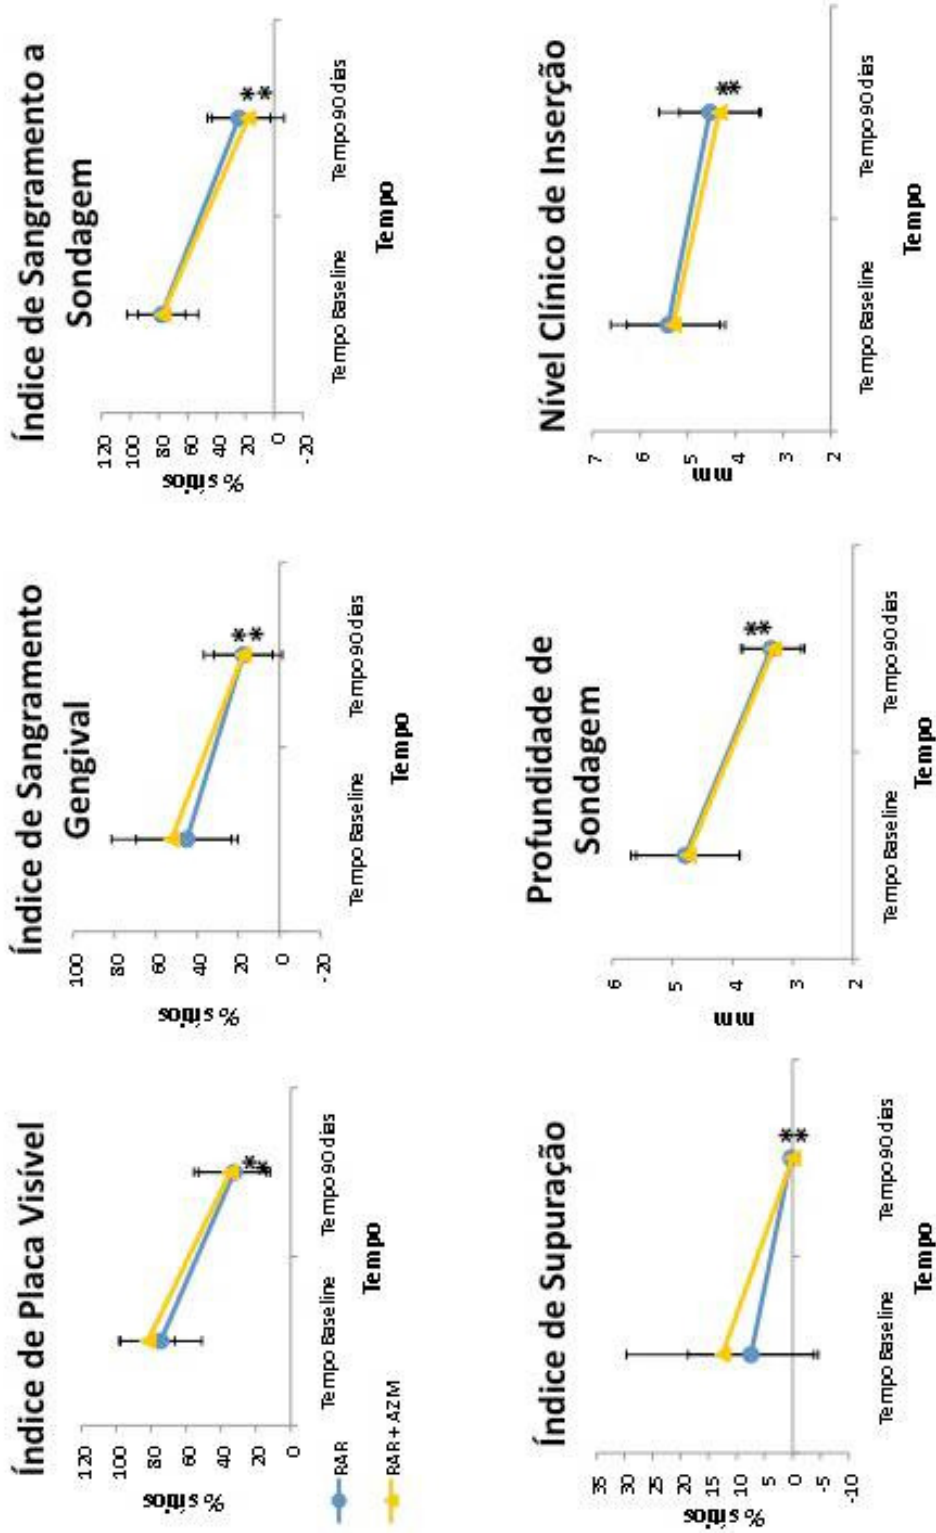 Índice de Placa Visível
120
100
80
60
40
20
0
% sítios
**
Tempo Baseline
Tempo 90 dias
Tempo
RAR
RAR + AZM
Índice de Sangramento
Gengival
100
80
60
40
20
0
-20
% sítios
**
Tempo Baseline
Tempo 90 dias
Tempo
Índice de Sangramento a
Sondagem
120
100
80
60
40
20
0
-20
% sítios
**
Tempo Baseline
Tempo 90 dias
Tempo
Índice de Supuração
35
30
25
20
15
10
5
0
-5
-10
% sítios
**
Tempo Baseline
Tempo 90 dias
Tempo
Profundidade de
Sondagem
6
5
4
3
2
mm
**
Tempo Baseline
Tempo 90 dias
Tempo
Nível Clínico de Inserção
7
6
5
4
3
2
mm
**
Tempo Baseline
Tempo 90 dias
Tempo